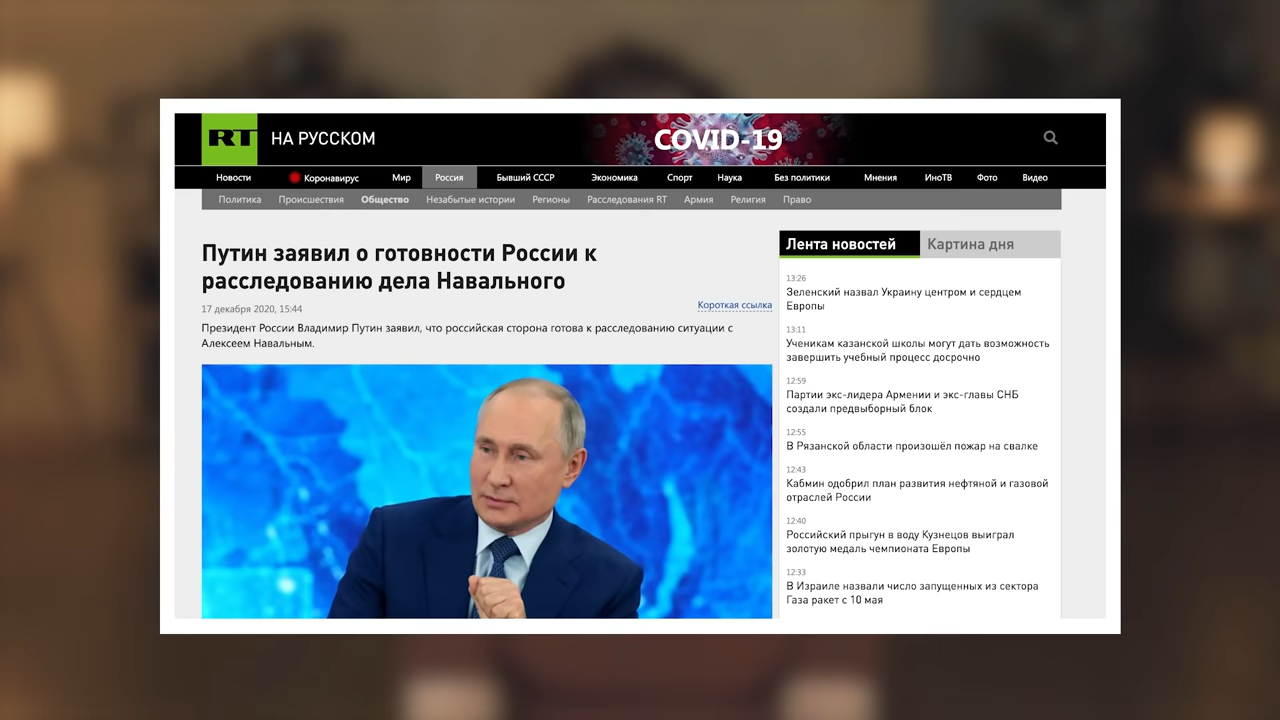 RT НА РУССКОМ
COVID-19
Новости Коронавирус Мир Россия Бывший СССР Экономика Спорт Наука Без политики Мнения ИноТВ Фото Видео
Политика Происшествия Общество Незабытые истории Регионы Расследования RT Армия Религия Право
Путин заявил о готовности России к
расследованию дела Навального
17 декабря 2020, 15:44
Короткая ссылка
Президент России Владимир Путин заявил, что российская сторона готова к расследованию ситуации с
Алексеем Навальным.
Лента новостей Картина дня
13:26
Зеленский назвал Украину центром и сердцем
Европы
13:11
Ученикам казанской школы могут дать возможность
завершить учебный процесс досрочно
12:59
Партии экс-лидера Армении и экс-главы СНБ
создали предвыборный блок
12:55
В Рязанской области произошёл пожар на свалке
12:43
Кабмин одобрил план развития нефтяной и газовой
отраслей России
12:40
Российский прыгун в воду Кузнецов выиграл
золотую медаль чемпионата Европы
12:33
В Израиле назвали число запущенных из сектора
Газа ракет с 10 мая